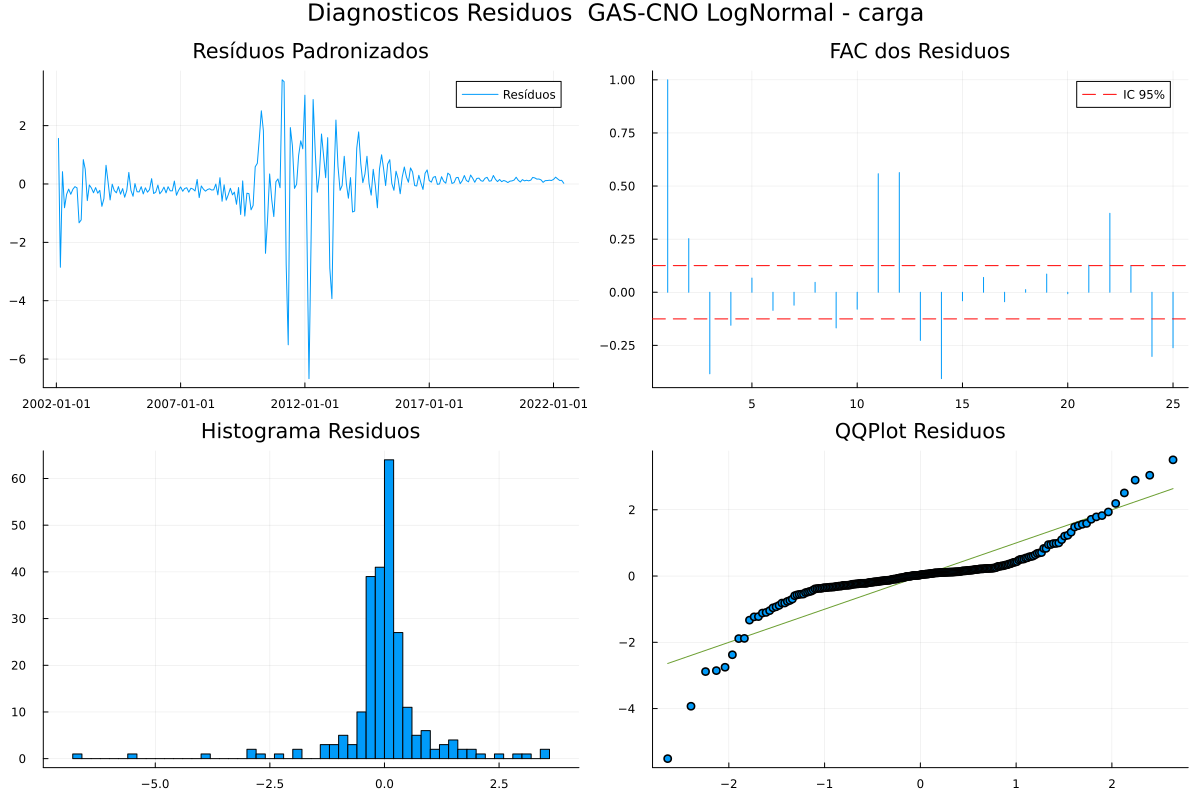 Diagnosticos Residuos  GAS-CNO LogNormal - carga
Resíduos Padronizados
Resíduos
2
0
−2
−4
−6
2002-01-01 2007-01-01 2012-01-01 2017-01-01 2022-01-01
FAC dos Residuos
IC 95%
1.00
0.75
0.50
0.25
0.00
−0.25
5 10 15 20 25
Histograma Residuos
60
50
40
30
20
10
0
−5.0 −2.5 0.0 2.5
QQPlot Residuos
2
0
−2
−4
−2 −1 0 1 2